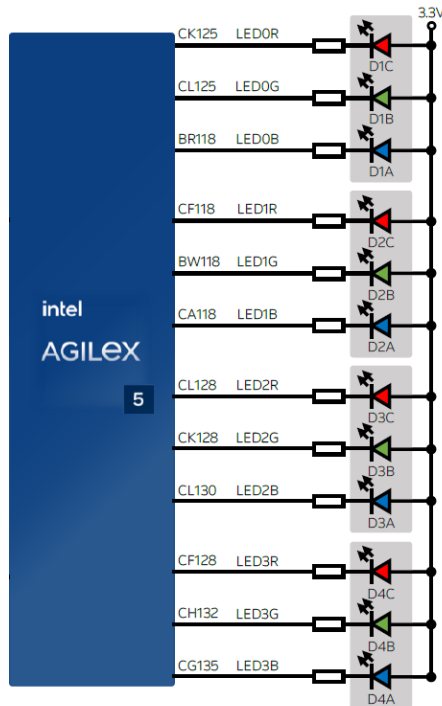 3.3V
CK125 LED0R
D1C
CL125 LED0G
D1B
BR118 LED0B
D1A
CF118 LED1R
D2C
BW118 LED1G
D2B
intel
CA118 LED1B
D2A
AGILEX
5
CL128 LED2R
D3C
CK128 LED2G
D3B
CL130 LED2B
D3A
CF128 LED3R
D4C
CH132 LED3G
D4B
CG135 LED3B
D4A